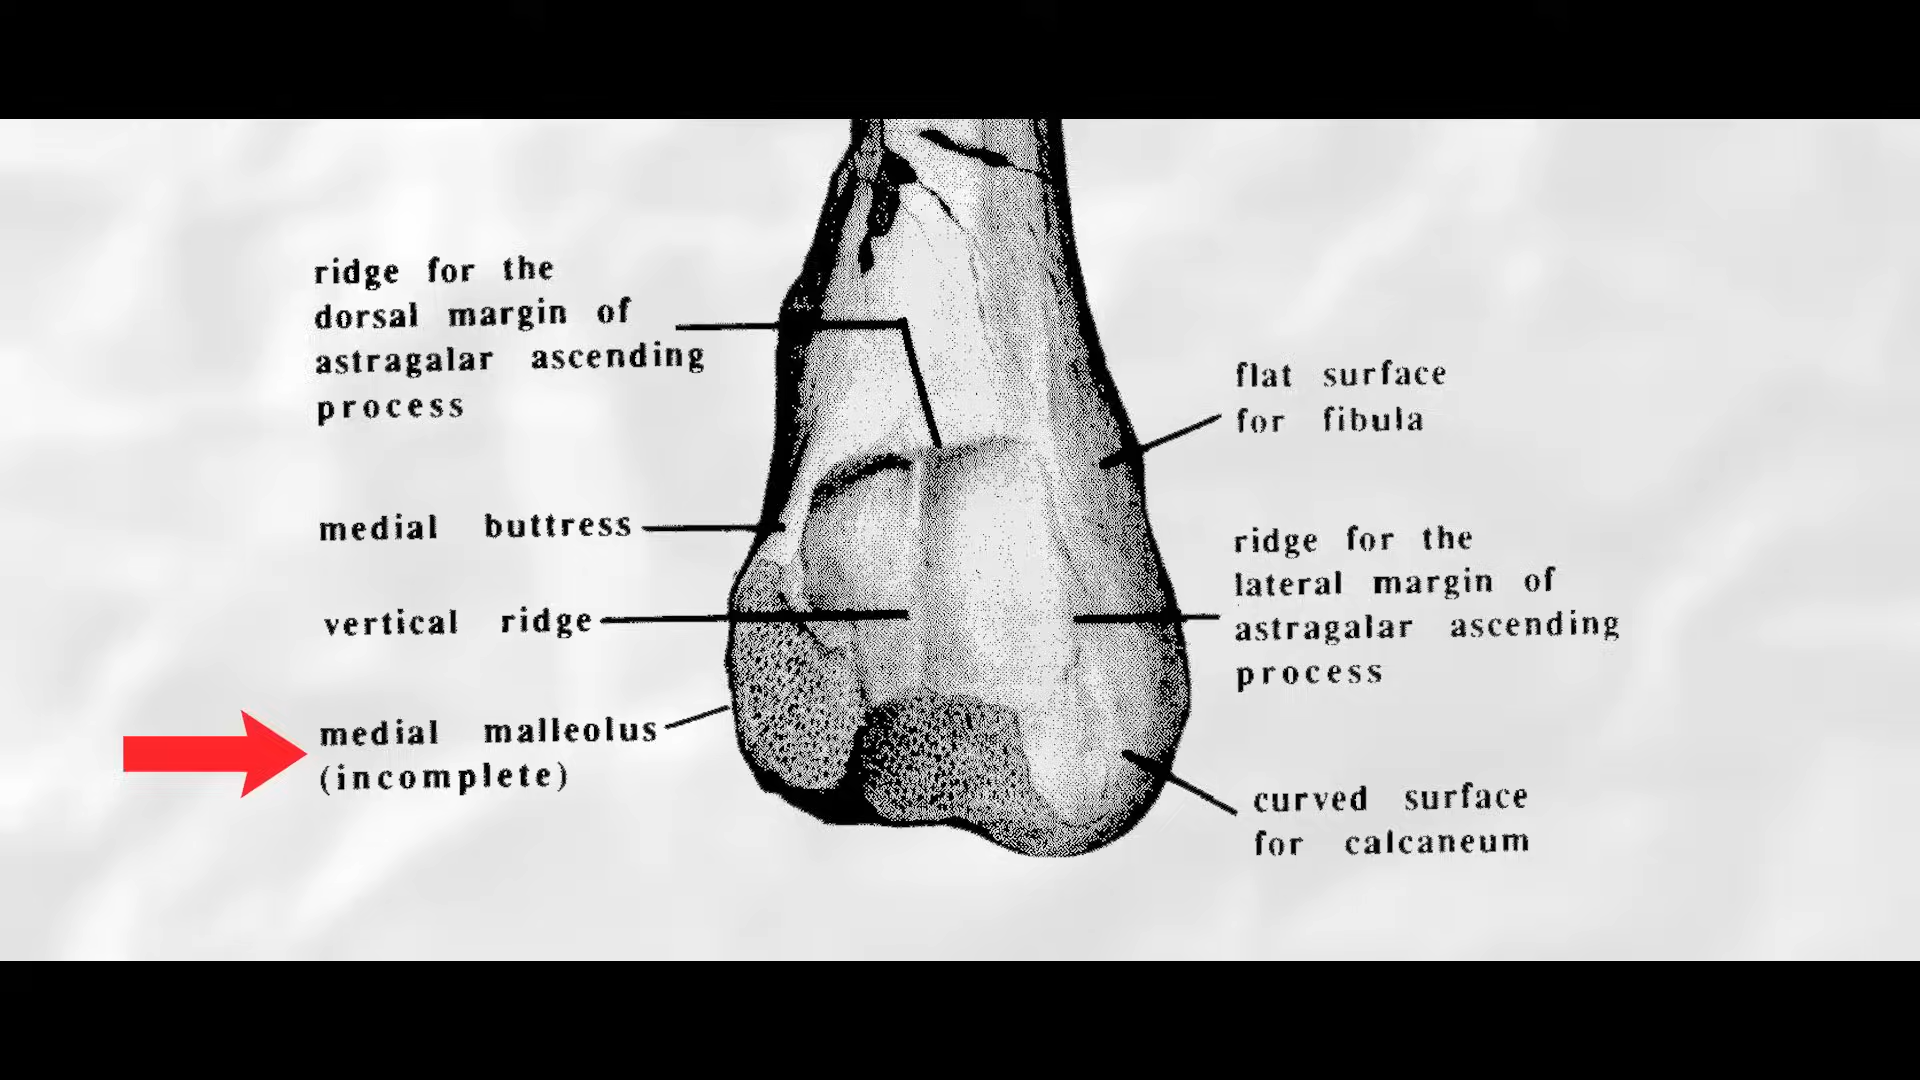 ridge for the
dorsal margin of
astragalar ascending
process
medial buttress
vertical ridge
medial malleolus
(incomplete)
flat surface
for fibula
ridge for the
lateral margin of
astragalar ascending
process
curved surface
for calcaneum